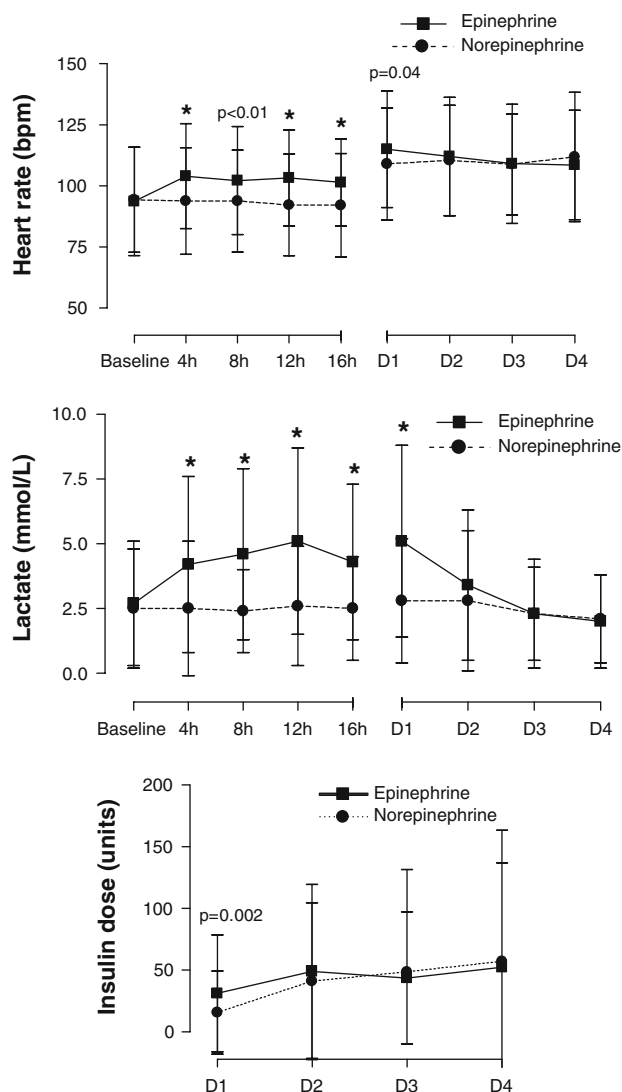 Epinephrine
Norepinephrine
Heart rate (bpm)
150
125
100
75
50
*
p<0.01
*
*
p=0.04
Baseline 4h 8h 12h 16h D1 D2 D3 D4
Epinephrine
Norepinephrine
Lactate (mmol/L)
10.0
7.5
5.0
2.5
0.0
*
*
*
*
*
Baseline 4h 8h 12h 16h D1 D2 D3 D4
Epinephrine
Norepinephrine
Insulin dose (units)
200
150
100
50
0
p=0.002
D1 D2 D3 D4